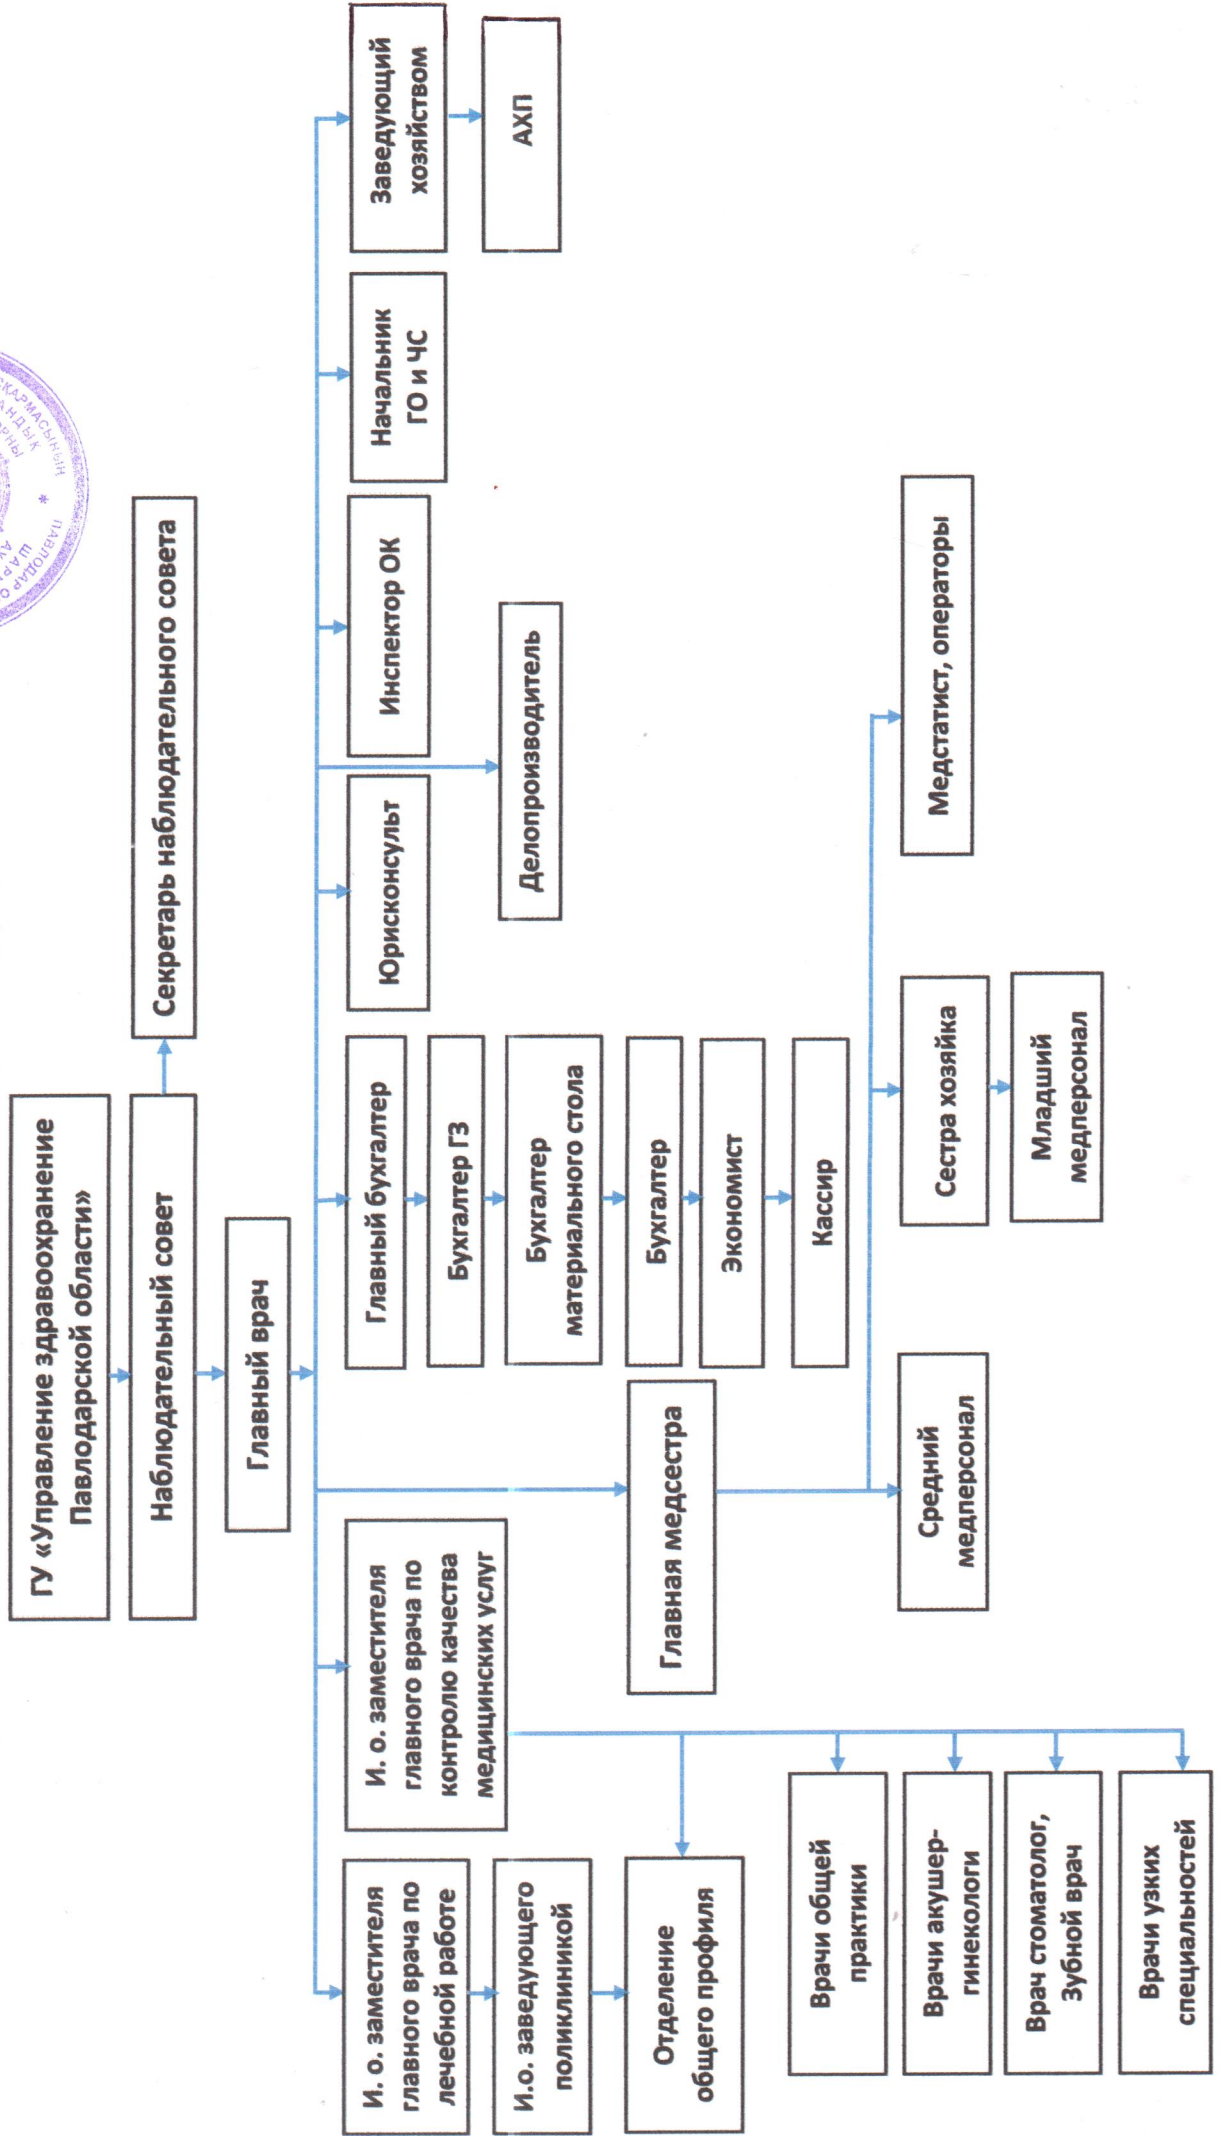 ГУ «Управление здравоохранение
Павлодарской области»
Наблюдательный совет
Секретарь наблюдательного совета
Главный врач
И. о. заместителя
главного врача по
лечебной работе
И. о. заместителя
главного врача по
контролю качества
медицинских услуг
Главный бухгалтер
Юрисконсульт
Инспектор ОК
Начальник
ГО и ЧС
Заведующий
хозяйством
И.о. заведующего
поликлиникой
Бухгалтер ГЗ
Делопроизводитель
АХП
Бухгалтер
материального стола
Отделение
общего профиля
Главная медсестра
Бухгалтер
Экономист
Кассир
Врачи общей
практики
Врачи акушер-
гинекологи
Врач стоматолог,
Зубной врач
Врачи узких
специальностей
Средний
медперсонал
Сестра хозяйка
Медстатист, операторы
Младший
медперсонал